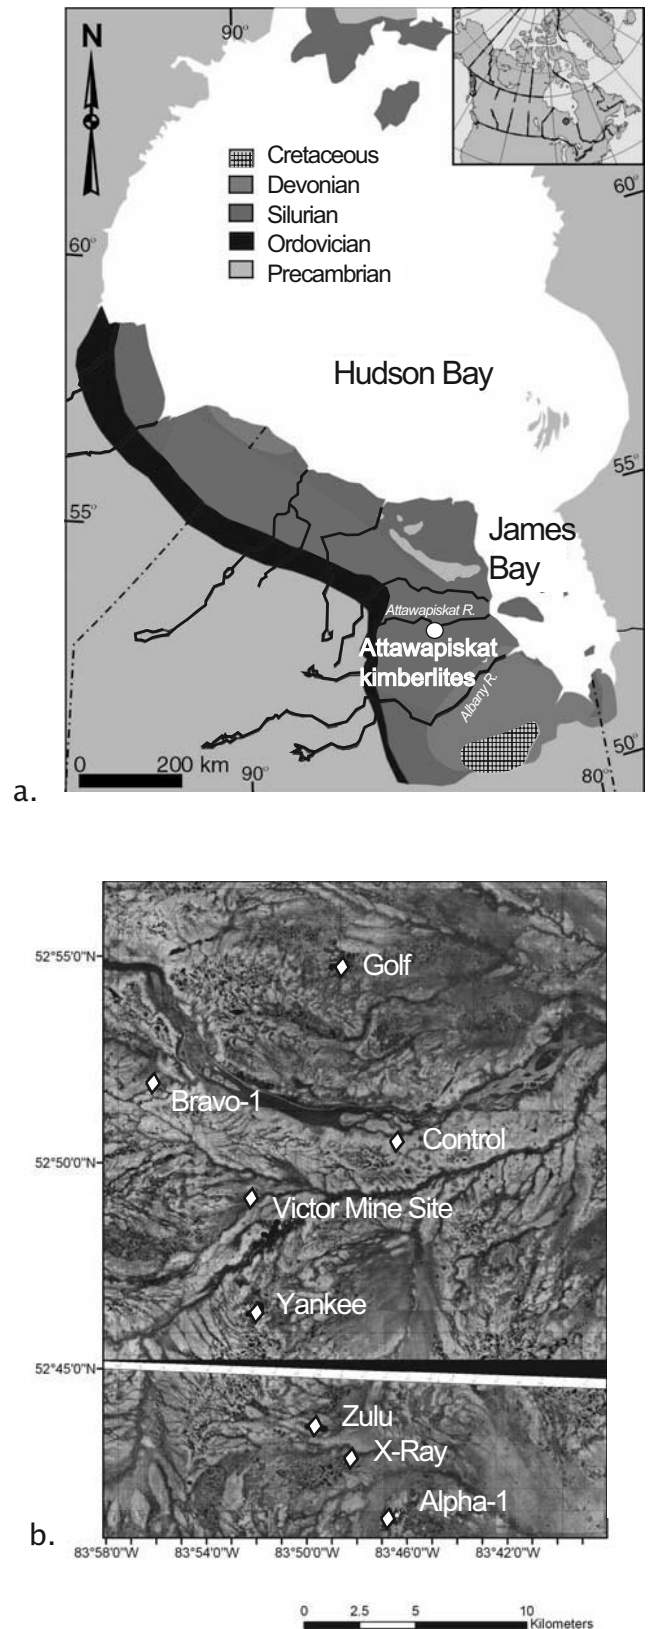 90°
N
Cretaceous
Devonian
Silurian
Ordovician
Precambrian
60°
60°
Hudson Bay
55°
55°
James
Bay
Attawapiskat R.
Attawapiskat
kimberlites
Albany R.
50°
0 200 km
90°
80°
a.
52°55'0"N
Golf
Bravo-1
Control
52°50'0"N
Victor Mine Site
Yankee
52°45'0"N
Zulu
X-Ray
Alpha-1
b.
83°58'0"W 83°54'0"W 83°50'0"W 83°46'0"W 83°42'0"W
0 2.5 5 10
Kilometers